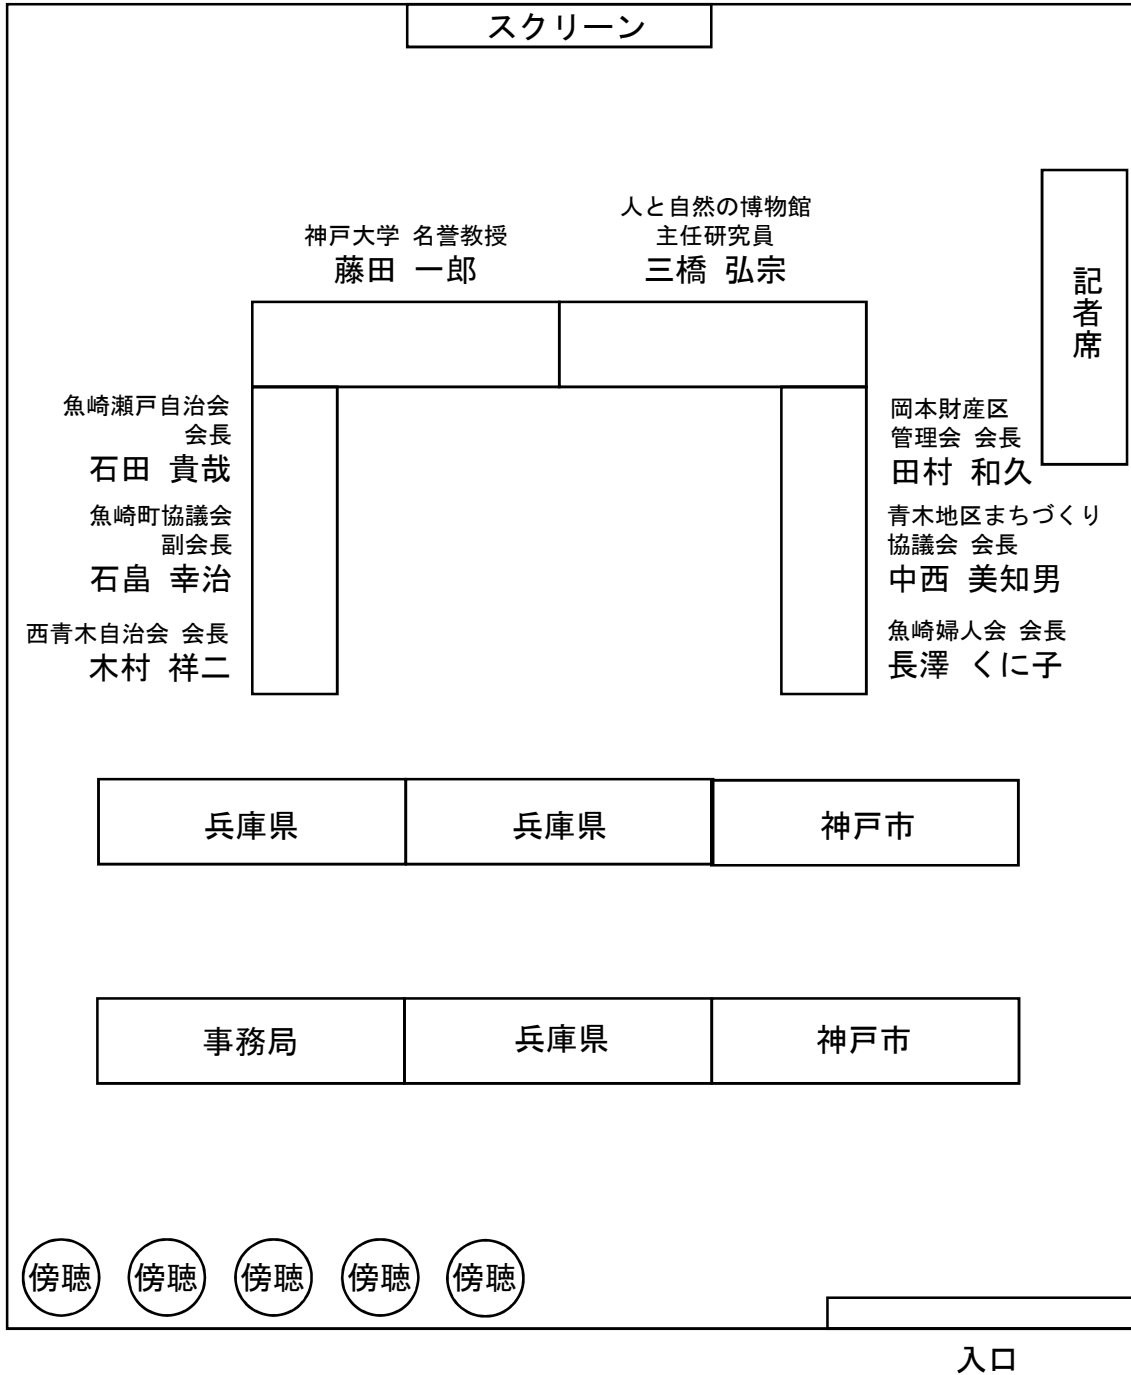 スクリーン
神戸大学 名誉教授
藤田 一郎
人と自然の博物館
主任研究員
三橋 弘宗
記者席
魚崎瀬戸自治会
会長
石田 貴哉
魚崎町協議会
副会長
石畠 幸治
西青木自治会 会長
木村 祥二
岡本財産区
管理会 会長
田村 和久
青木地区まちづくり
協議会 会長
中西 美知男
魚崎婦人会 会長
長澤 くに子
兵庫県 兵庫県 神戸市
事務局 兵庫県 神戸市
傍聴 傍聴 傍聴 傍聴 傍聴
入口